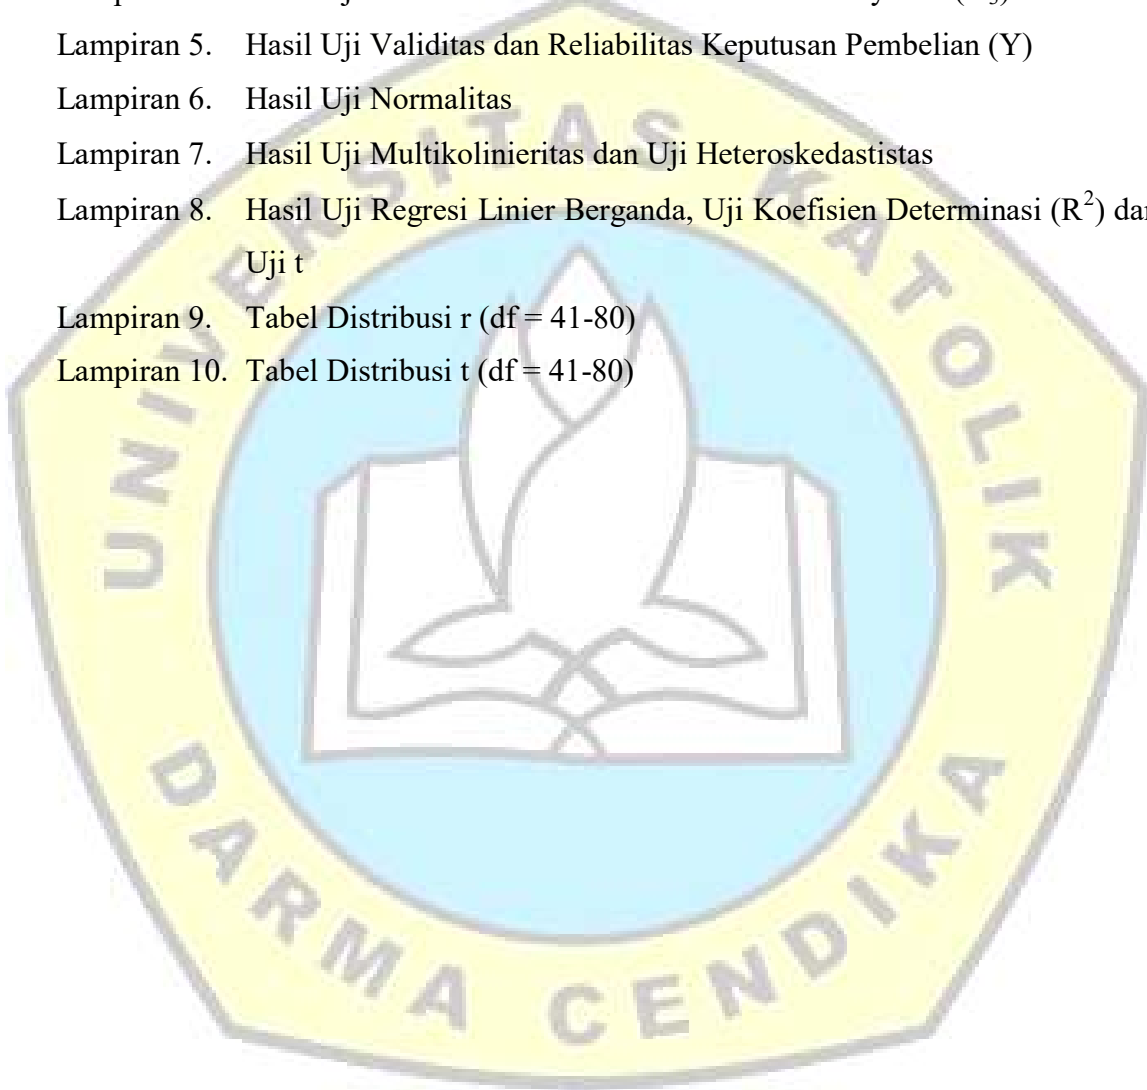 Lampiran 5. Hasil Uji Validitas dan Reliabilitas Keputusan Pembelian (Y)
Lampiran 6. Hasil Uji Normalitas
Lampiran 7. Hasil Uji Multikolinieritas dan Uji Heteroskedastistas
Lampiran 8. Hasil Uji Regresi Linier Berganda, Uji Koefisien Determinasi (R²) dan
Uji t
Lampiran 9. Tabel Distribusi r (df = 41-80)
Lampiran 10. Tabel Distribusi t (df = 41-80)
UNIVERSITAS KATOLIK
DARMA CENDIKA